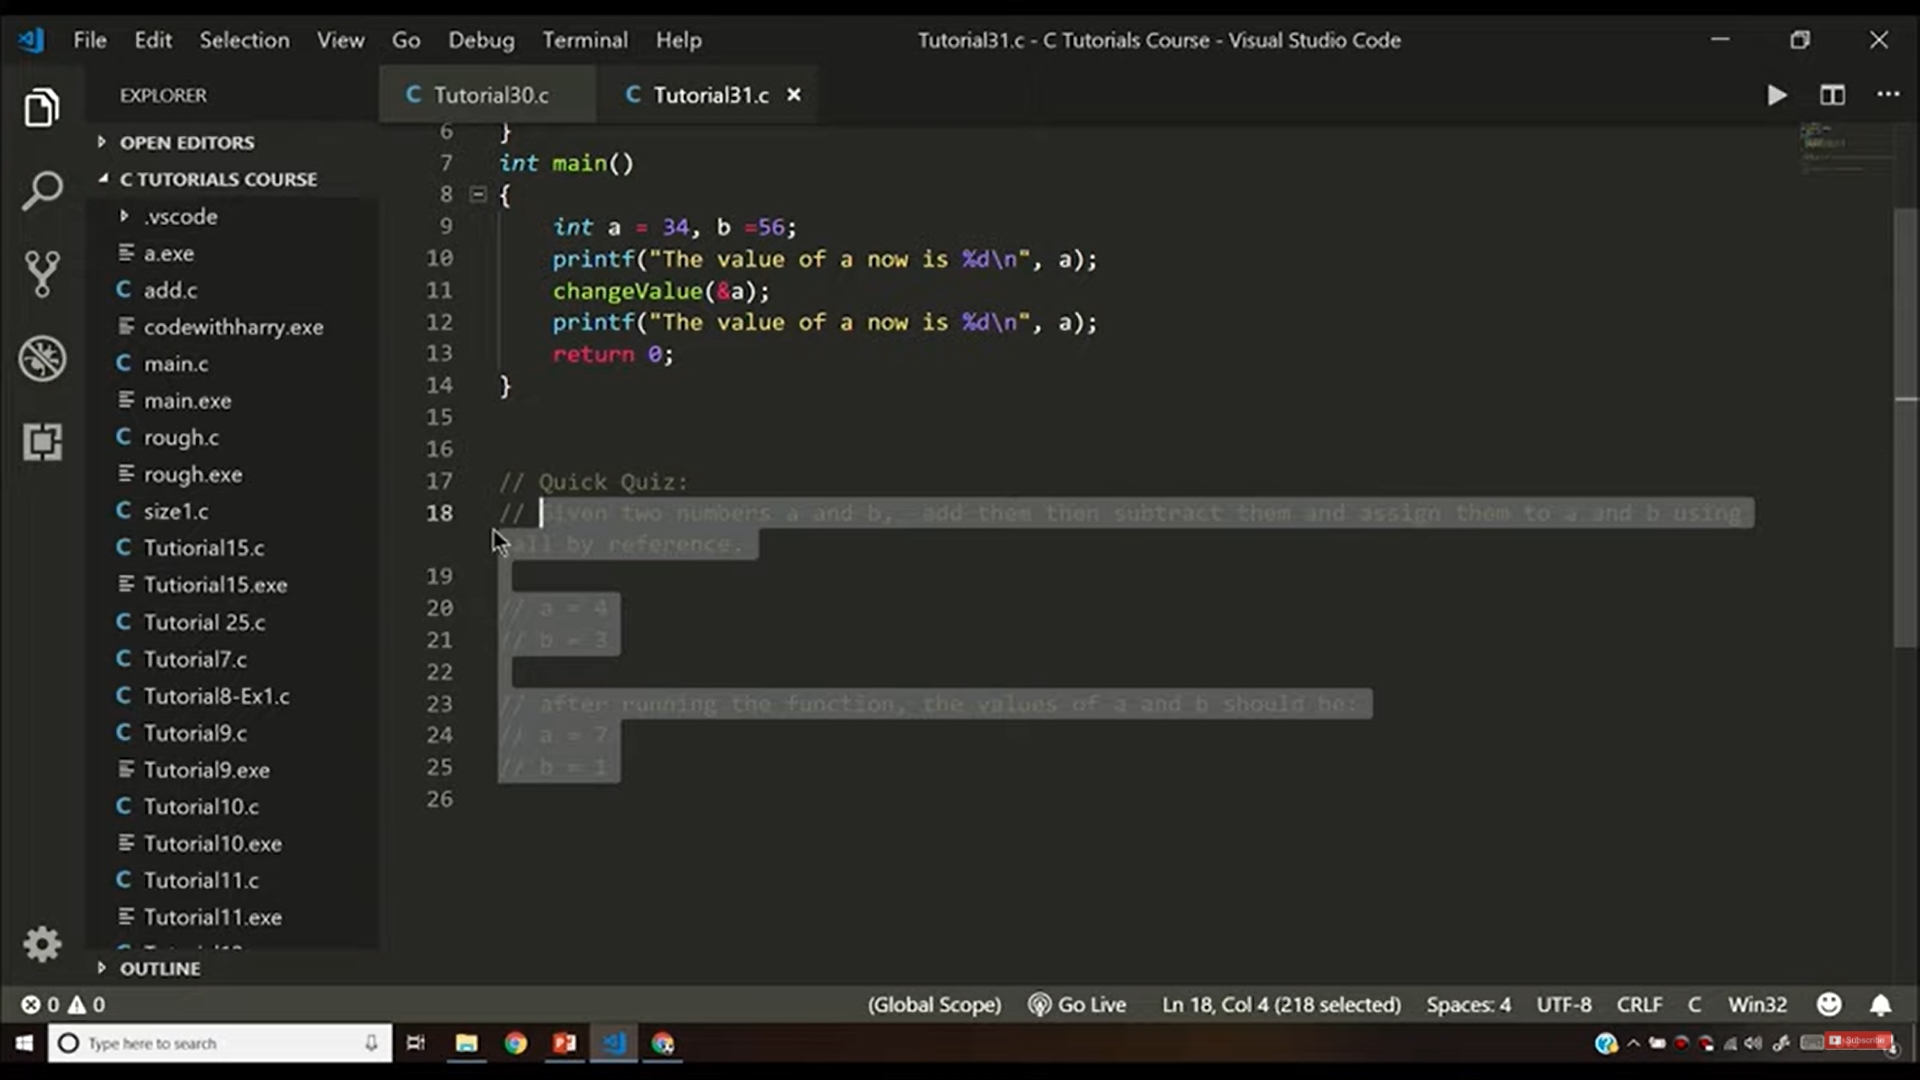 File Edit Selection View Go Debug Terminal Help
Tutorial31.c - C Tutorials Course - Visual Studio Code
EXPLORER
Tutorial30.c
Tutorial31.c
OPEN EDITORS
C TUTORIALS COURSE
.vscode
a.exe
add.c
codewithharry.exe
main.c
main.exe
rough.c
rough.exe
size1.c
Tutiorial15.c
Tutiorial15.exe
Tutorial 25.c
Tutorial7.c
Tutorial8-Ex1.c
Tutorial9.c
Tutorial9.exe
Tutorial10.c
Tutorial10.exe
Tutorial11.c
Tutorial11.exe
OUTLINE
6 }
7 int main()
8 {
9 int a = 34, b =56;
10 printf("The value of a now is %d\n", a);
11 changeValue(&a);
12 printf("The value of a now is %d\n", a);
13 return 0;
14 }
15
16
17 // Quick Quiz:
18 // Given two numbers a and b, add them then subtract them and assign them to a and b using
call by reference.
19
20 // a = 4
21 // b = 3
22
23 // after running the function, the values of a and b should be:
24 // a = 7
25 // b = 1
26
0 0 (Global Scope) Go Live Ln 18, Col 4 (218 selected) Spaces: 4 UTF-8 CRLF C Win32
Type here to search
Subscribe